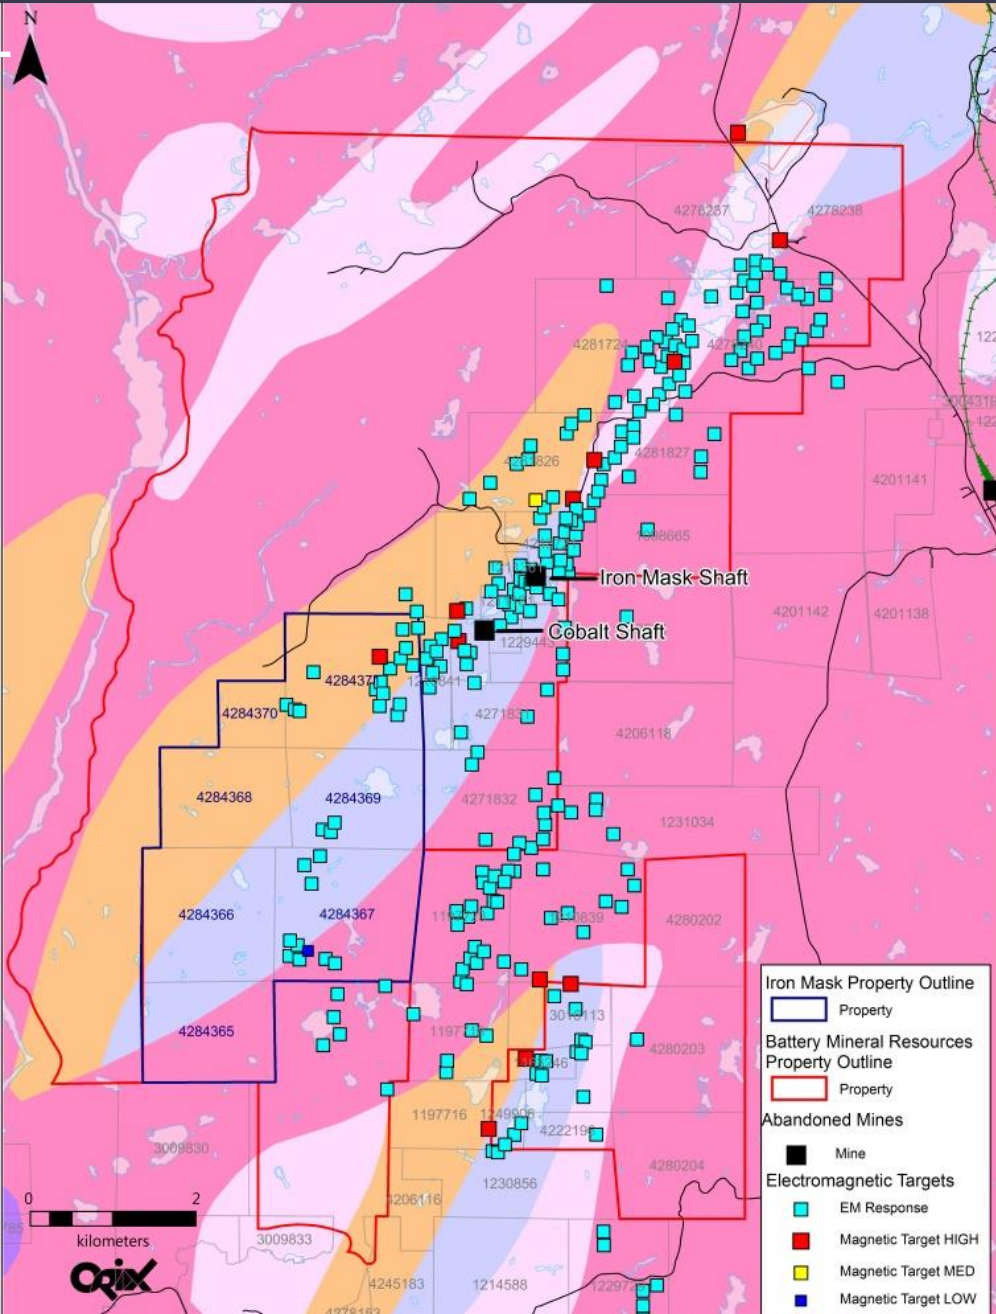 N
4278238
4281724
4281827
4201141
4201142
4201138
Iron Mask Shaft
Cobalt Shaft
1229443
4284370
4206118
4284368
4284369
4271832
1231034
4284366
4284367
4280202
4284365
4280203
1197716
3009830
4280204
1230856
4206116
3009833
4245183
1214588
0
2
kilometers
Orix
Iron Mask Property Outline
Property
Battery Mineral Resources
Property Outline
Property
Abandoned Mines
Mine
Electromagnetic Targets
EM Response
Magnetic Target HIGH
Magnetic Target MED
Magnetic Target LOW